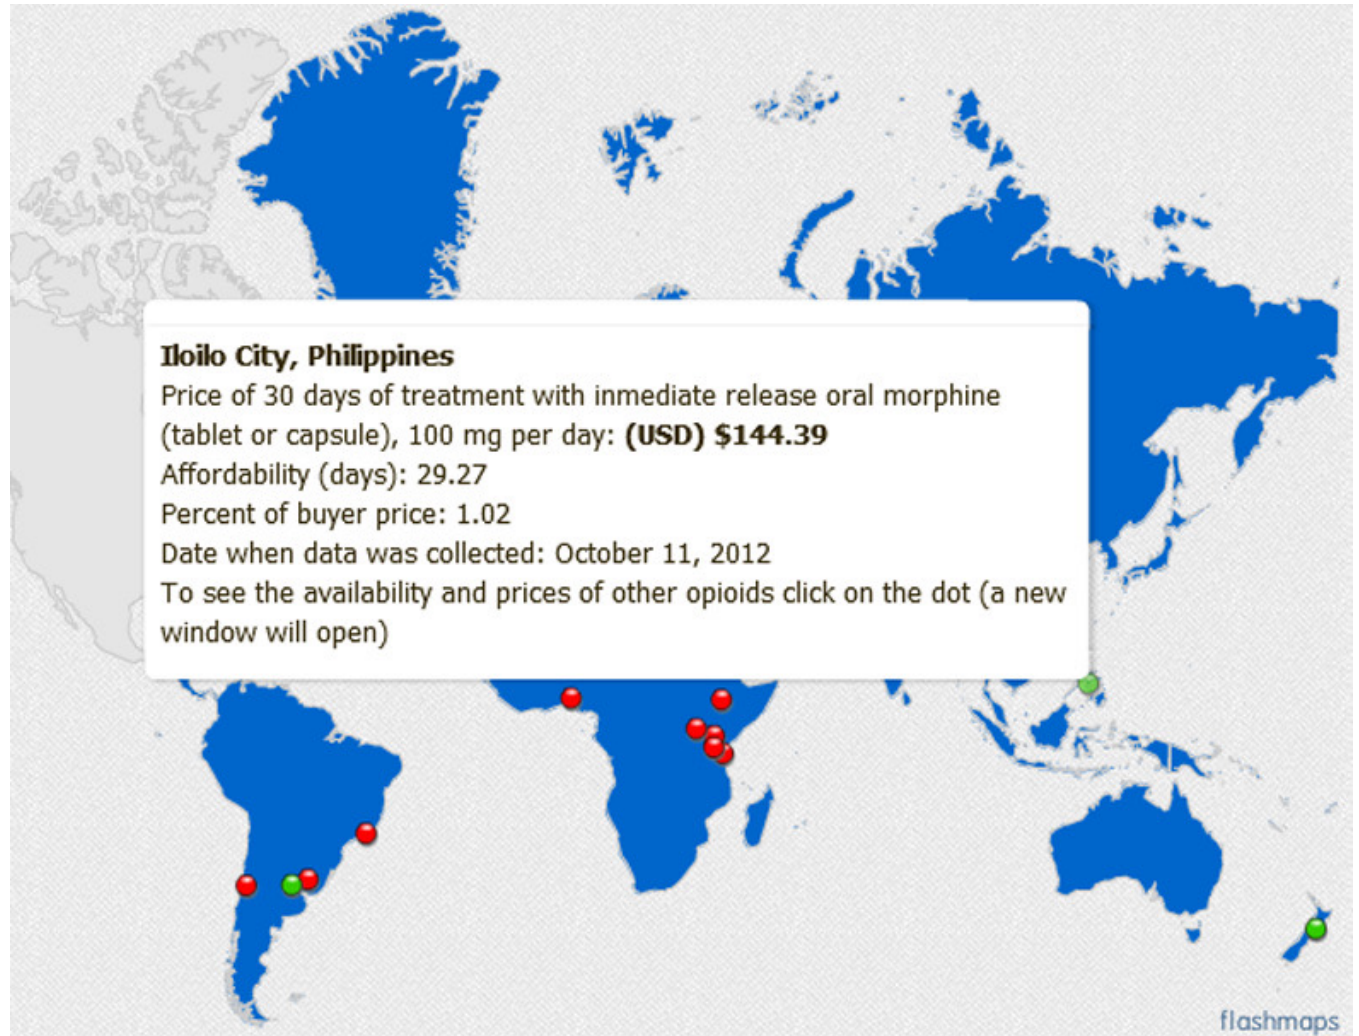 Iloilo City, Philippines
Price of 30 days of treatment with inmediate release oral morphine
(tablet or capsule), 100 mg per day: (USD) $144.39
Affordability (days): 29.27
Percent of buyer price: 1.02
Date when data was collected: October 11, 2012
To see the availability and prices of other opioids click on the dot (a new
window will open)
flashmaps